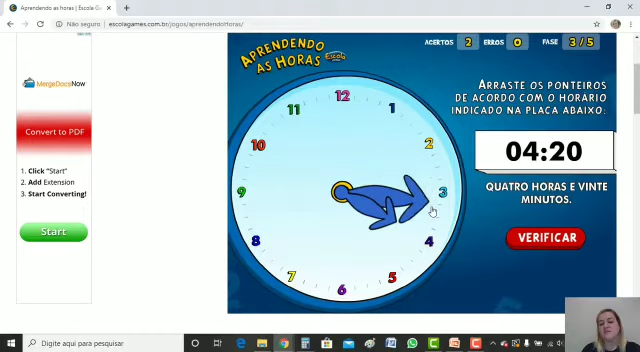 Aprendendo as horas | Escola G
Não seguro | escolagames.com.br/jogos/aprendendoHoras/
MergeDocsNow
Convert to PDF
1. Click "Start"
2. Add Extension
3. Start Converting!
Start
APRENDENDO
AS HORAS
Escola
ACERTOS 2 ERROS 0 FASE 3/5
12
11
1
10
2
9
3
8
4
7
5
6
ARRASTE OS PONTEIROS
DE ACORDO COM O HORÁRIO
INDICADO NA PLACA ABAIXO:
04:20
QUATRO HORAS E VINTE
MINUTOS.
VERIFICAR
Digite aqui para pesquisar